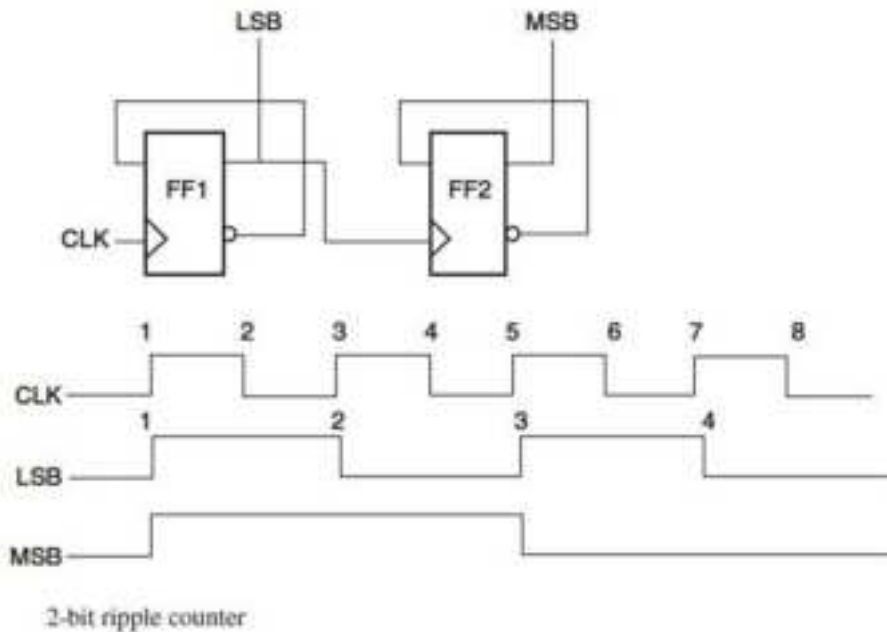 LSB MSB
FF1 FF2
CLK
1 2 3 4 5 6 7 8
CLK
1 2 3 4
LSB
MSB
2-bit ripple counter